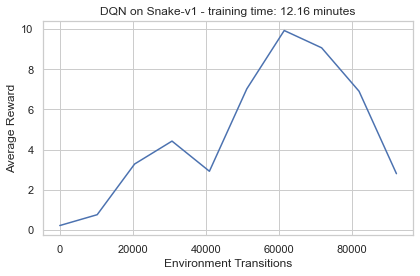 DQN on Snake-v1 - training time: 12.16 minutes
Average Reward
10
8
6
4
2
0
0 20000 40000 60000 80000
Environment Transitions